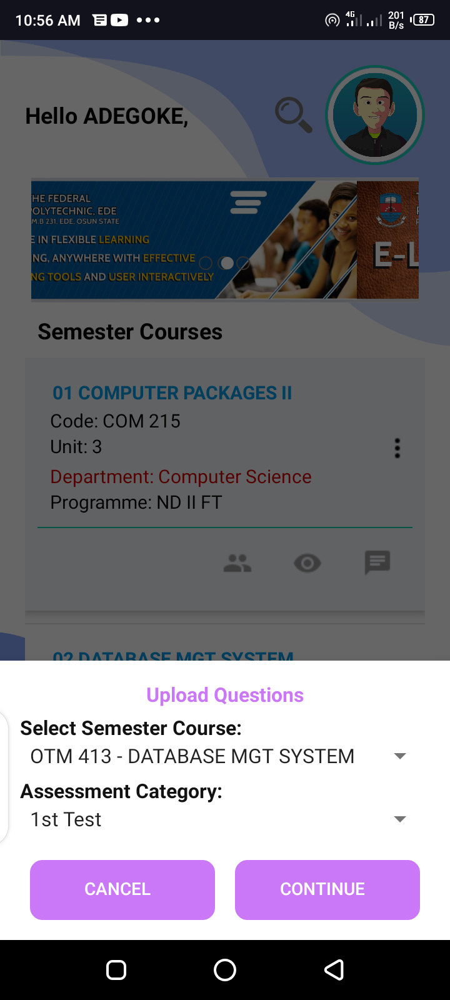 10:56 AM
4G
201
B/s
87
Hello ADEGOKE,
HE FEDERAL
OLYTECHNIC, EDE
M.B 231, EDE. OSUN STATE
E IN FLEXIBLE LEARNING
NG, ANYWHERE WITH EFFECTIVE
NG TOOLS AND USER INTERACTIVELY
E-L
Semester Courses
01 COMPUTER PACKAGES II
Code: COM 215
Unit: 3
Department: Computer Science
Programme: ND II FT
02 DATABASE MGT SYSTEM
Upload Questions
Select Semester Course:
OTM 413 - DATABASE MGT SYSTEM
Assessment Category:
1st Test
CANCEL
CONTINUE